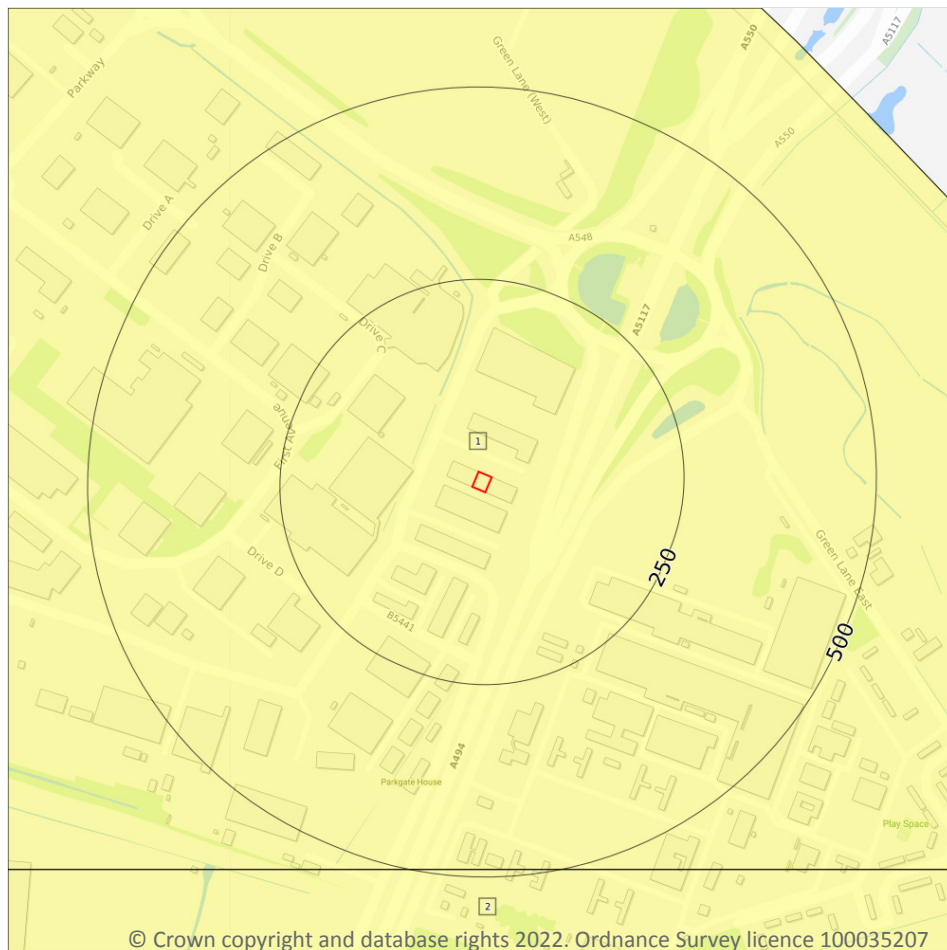 A550
A5117
Green Lane (West)
Parkway
A550
Drive A
Drive B
A548
Drive C
A5117
First Avenue
1
Drive D
250
Green Lane East
B5441
500
A494
Parkgate House
Play Space
2
© Crown copyright and database rights 2022. Ordnance Survey licence 100035207